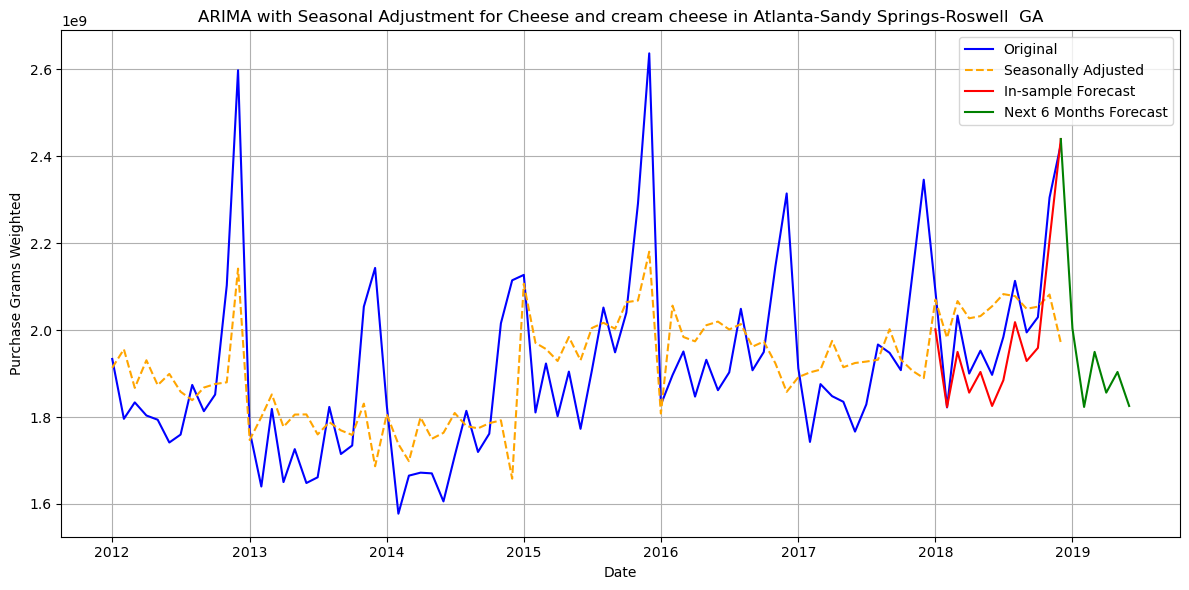 ARIMA with Seasonal Adjustment for Cheese and cream cheese in Atlanta-Sandy Springs-Roswell  GA
1e9
Original
Seasonally Adjusted
In-sample Forecast
Next 6 Months Forecast
2.6
2.4
2.2
2.0
1.8
1.6
Purchase Grams Weighted
2012 2013 2014 2015 2016 2017 2018 2019
Date